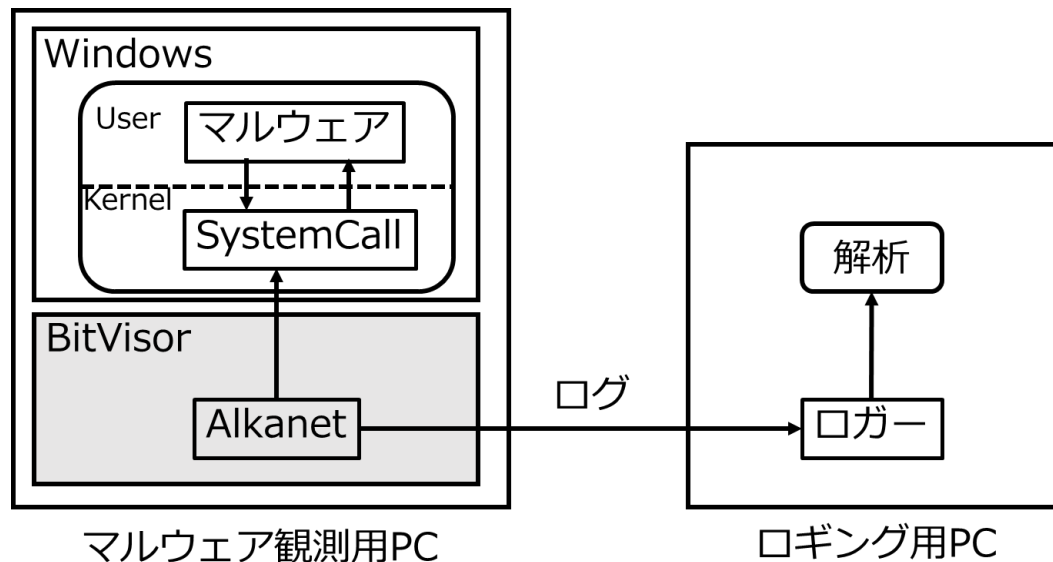 Windows
User
マルウェア
Kernel
SystemCall
BitVisor
Alkanet
ログ
解析
ロガー
マルウェア観測用PC
ロギング用PC